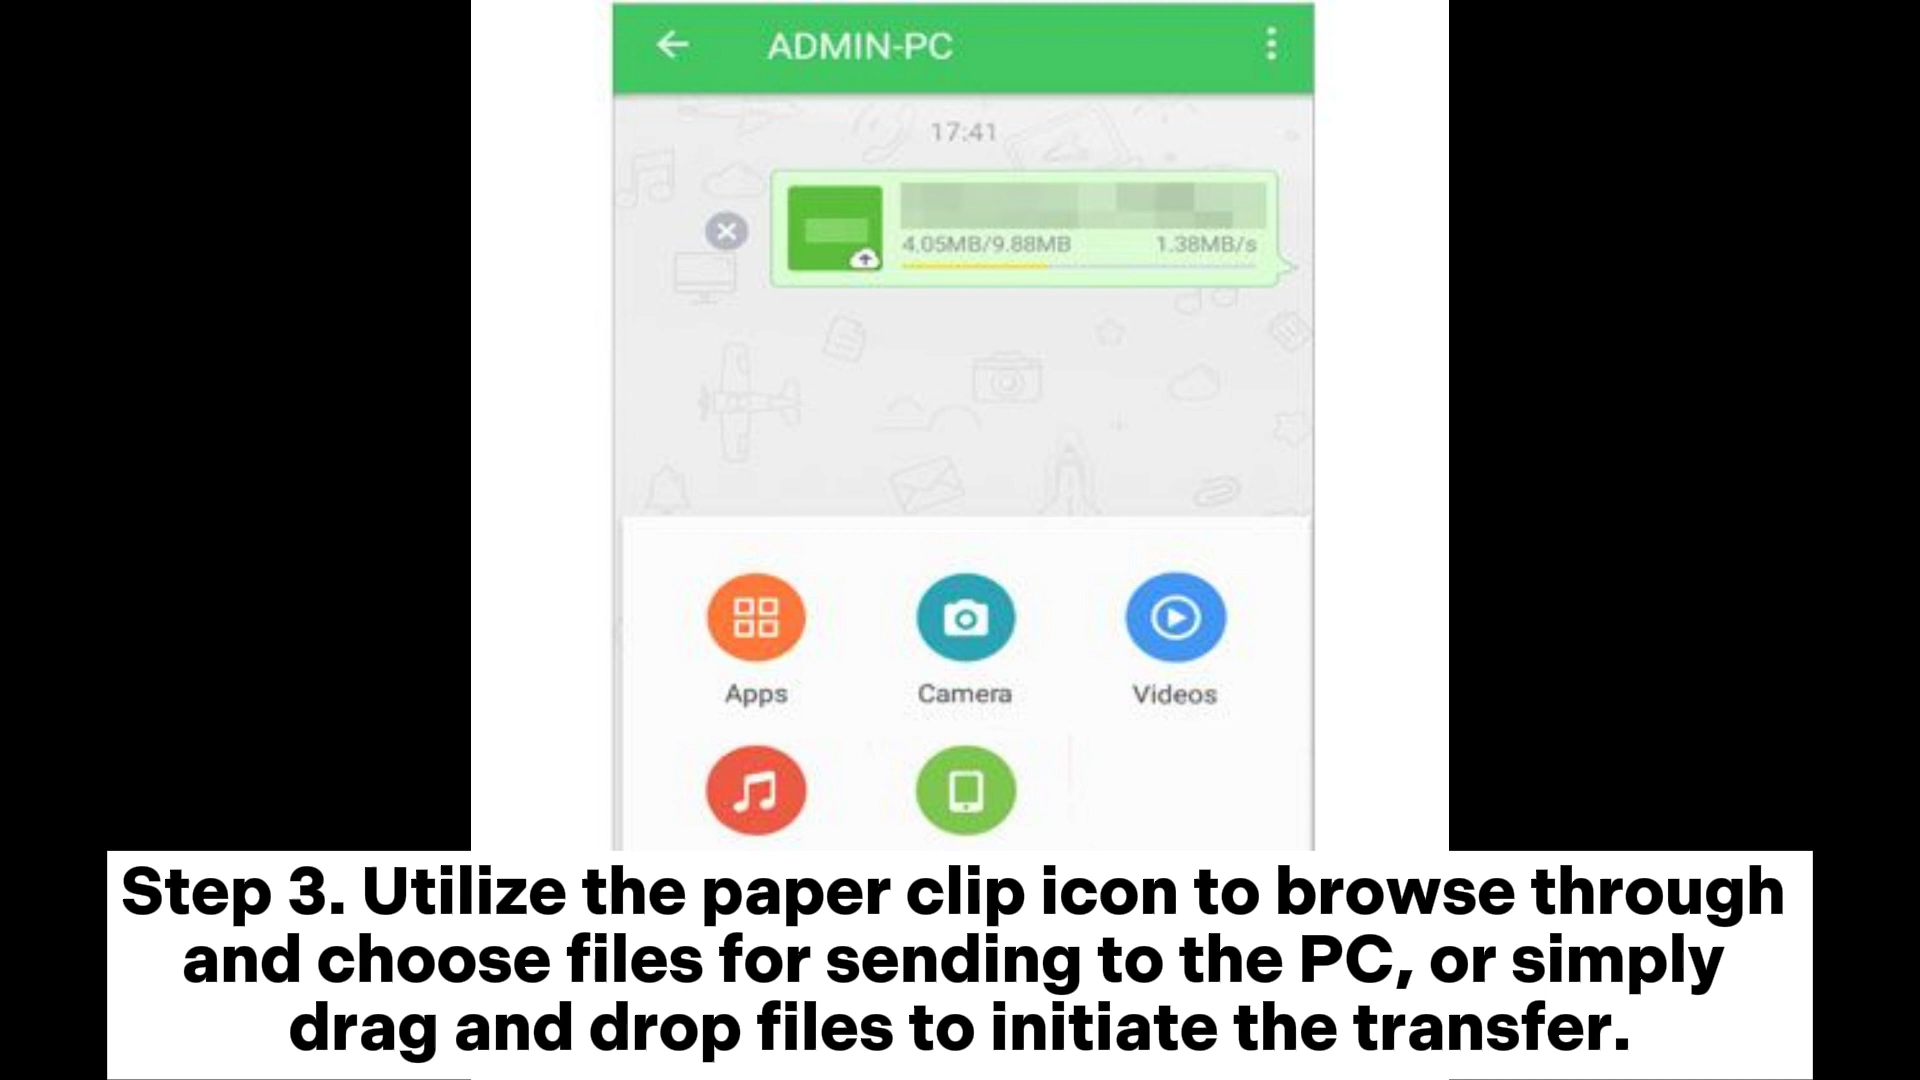 ADMIN-PC
17:41
4.05MB/9.88MB 1.38MB/s
Apps Camera Videos
Step 3. Utilize the paper clip icon to browse through
and choose files for sending to the PC, or simply
drag and drop files to initiate the transfer.